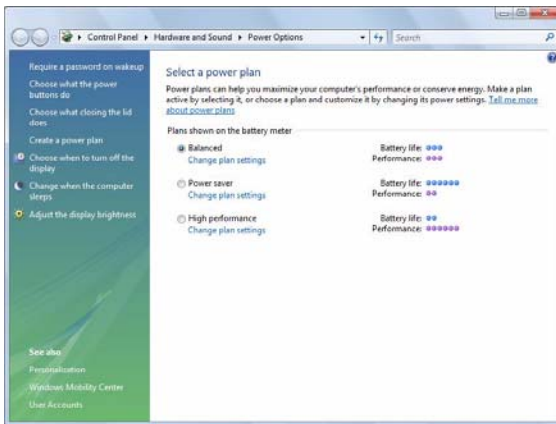 Control Panel ▸ Hardware and Sound ▸ Power Options
Search
Require a password on wakeup
Choose what the power
buttons do
Choose what closing the lid
does
Create a power plan
Choose when to turn off the
display
Change when the computer
sleeps
Adjust the display brightness
See also
Personalization
Windows Mobility Center
User Accounts
Select a power plan
Power plans can help you maximize your computer's performance or conserve energy. Make a plan
active by selecting it, or choose a plan and customize it by changing its power settings. Tell me more
about power plans
Plans shown on the battery meter
Balanced
Battery life:
Change plan settings
Performance:
Power saver
Battery life:
Change plan settings
Performance:
High performance
Battery life:
Change plan settings
Performance: